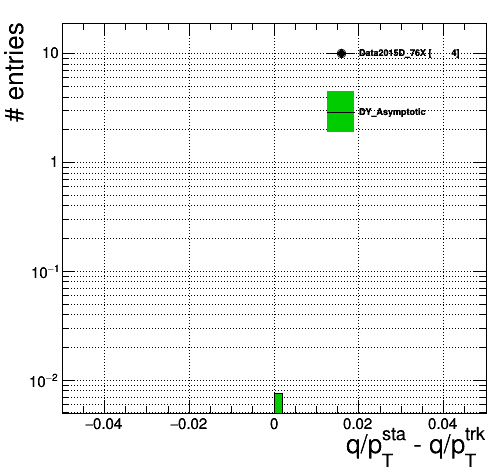 # entries
10
Data2015D_76X [ 4]
DY_Asymptotic
1
10⁻¹
10⁻²
−0.04 −0.02 0 0.02 0.04
q/p_T^sta - q/p_T^trk